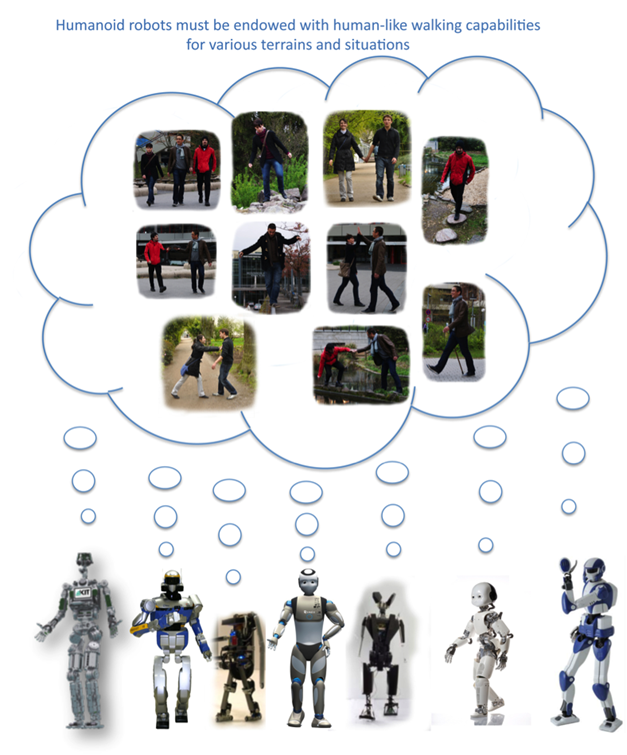 Humanoid robots must be endowed with human-like walking capabilities
for various terrains and situations
KIT